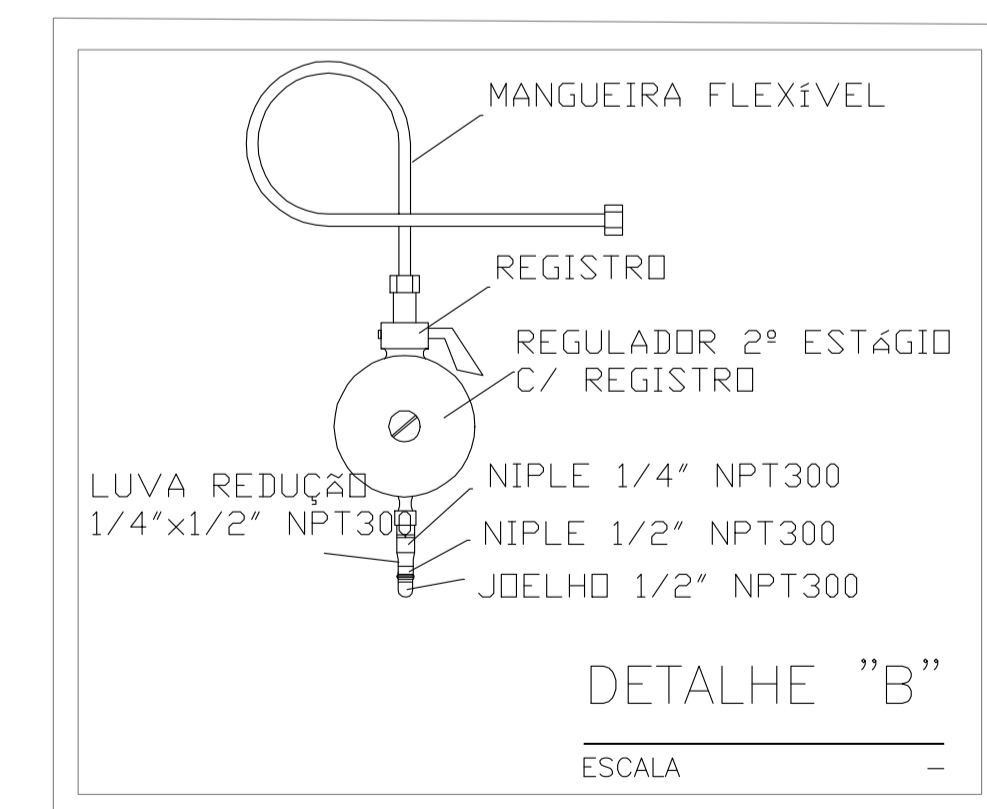 MANGUEIRA FLEXíVEL
REGISTRO
REGULADOR 2º ESTáGIO
C/ REGISTRO
LUVA REDUÇÃO
1/4"x1/2" NPT300
NIPLE 1/4" NPT300
NIPLE 1/2" NPT300
JOELHO 1/2" NPT300
DETALHE "B"
ESCALA –